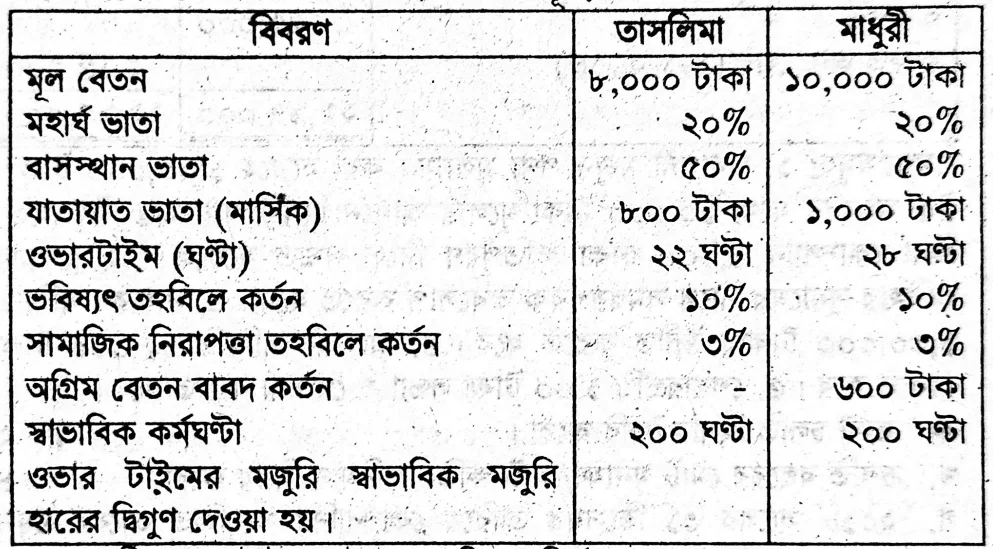 বিবরণ তাসলিমা মাধুরী
মূল বেতন ৮,০০০ টাকা ১০,০০০ টাকা
মহার্ঘ ভাতা ২০% ২০%
বাসস্থান ভাতা ৫০% ৫০%
যাতায়াত ভাতা (মাসিক) ৮০০ টাকা ১,০০০ টাকা
ওভারটাইম (ঘণ্টা) ২২ ঘণ্টা ২৮ ঘণ্টা
ভবিষ্যৎ তহবিলে কর্তন ১০% ১০%
সামাজিক নিরাপত্তা তহবিলে কর্তন ৩% ৩%
অগ্রিম বেতন বাবদ কর্তন - ৬০০ টাকা
স্বাভাবিক কর্মঘণ্টা ২০০ ঘণ্টা ২০০ ঘণ্টা
ওভার টাইমের মজুরি স্বাভাবিক মজুরি
হারের দ্বিগুণ দেওয়া হয়।